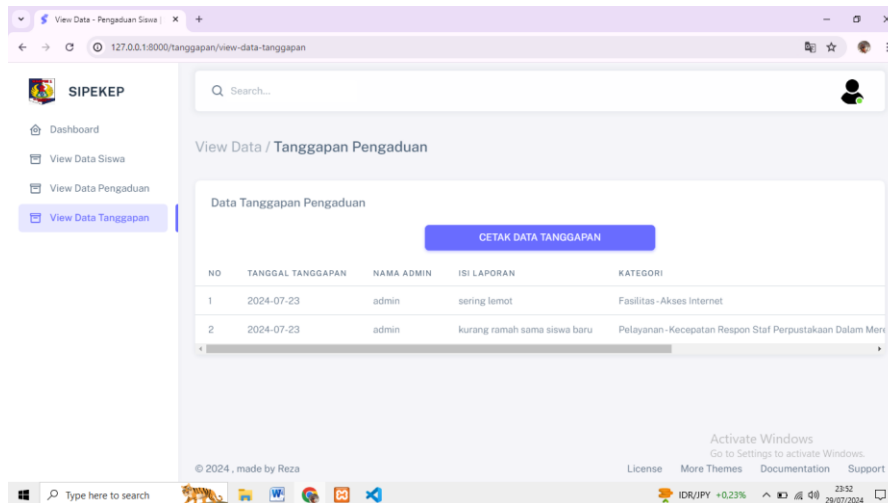 View Data - Pengaduan Siswa |
127.0.0.1:8000/tanggapan/view-data-tanggapan
SIPEKEP
Search...
Dashboard
View Data Siswa
View Data Pengaduan
View Data Tanggapan
View Data / Tanggapan Pengaduan
Data Tanggapan Pengaduan
CETAK DATA TANGGAPAN
NO TANGGAL TANGGAPAN NAMA ADMIN ISI LAPORAN KATEGORI
1 2024-07-23 admin sering lemot Fasilitas - Akses Internet
2 2024-07-23 admin kurang ramah sama siswa baru Pelayanan - Kecepatan Respon Staf Perpustakaan Dalam Mere
Activate Windows
Go to Settings to activate Windows.
© 2024 , made by Reza License More Themes Documentation Support
Type here to search IDR/JPY +0,23% 23:52
29/07/2024